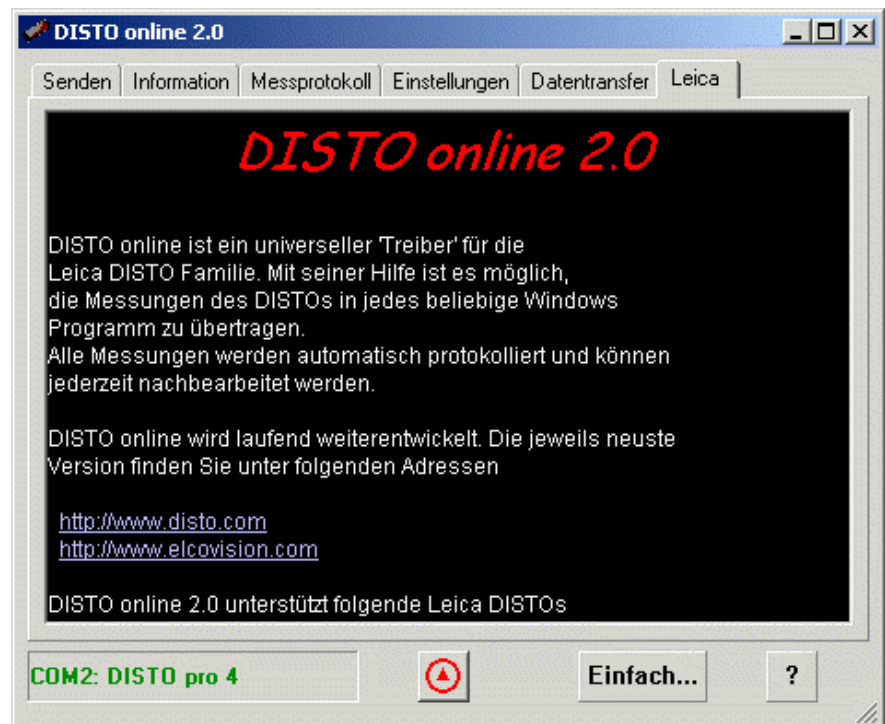 DISTO online 2.0
Senden Information Messprotokoll Einstellungen Datentransfer Leica
DISTO online 2.0
DISTO online ist ein universeller 'Treiber' für die
Leica DISTO Familie. Mit seiner Hilfe ist es möglich,
die Messungen des DISTOs in jedes beliebige Windows
Programm zu übertragen.
Alle Messungen werden automatisch protokolliert und können
jederzeit nachbearbeitet werden.
DISTO online wird laufend weiterentwickelt. Die jeweils neuste
Version finden Sie unter folgenden Adressen
http://www.disto.com
http://www.elcovision.com
DISTO online 2.0 unterstützt folgende Leica DISTOs
COM2: DISTO pro 4 Einfach... ?